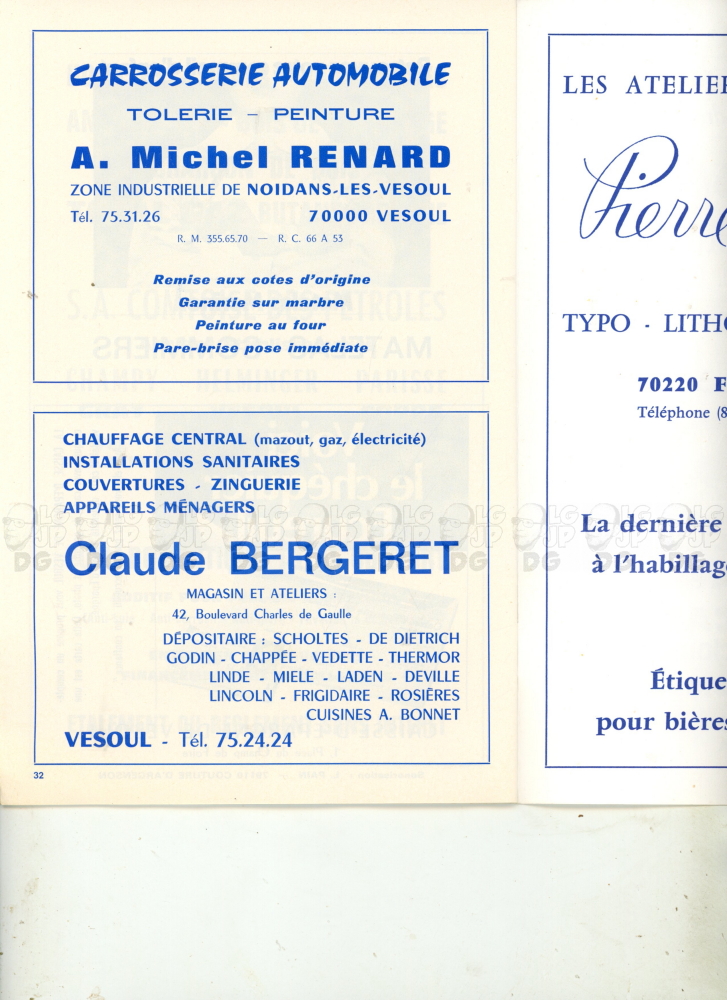 CARROSSERIE AUTOMOBILE
TOLERIE - PEINTURE
A. Michel RENARD
ZONE INDUSTRIELLE DE NOIDANS-LES-VESOUL
Tél. 75.31.26 70000 VESOUL
R. M. 355.65.70 — R. C. 66 A 53
Remise aux cotes d'origine
Garantie sur marbre
Peinture au four
Pare-brise pose immédiate
CHAUFFAGE CENTRAL (mazout, gaz, électricité)
INSTALLATIONS SANITAIRES
COUVERTURES - ZINGUERIE
APPAREILS MÉNAGERS
Claude BERGERET
MAGASIN ET ATELIERS :
42, Boulevard Charles de Gaulle
DÉPOSITAIRE : SCHOLTES - DE DIETRICH
GODIN - CHAPPÉE - VEDETTE - THERMOR
LINDE - MIELE - LADEN - DEVILLE
LINCOLN - FRIGIDAIRE - ROSIÈRES
CUISINES A. BONNET
VESOUL - Tél. 75.24.24
32
LES ATELIER
Pierre
TYPO - LITHO
70220 F
Téléphone (8
La dernière
à l'habillage
Étique
pour bières